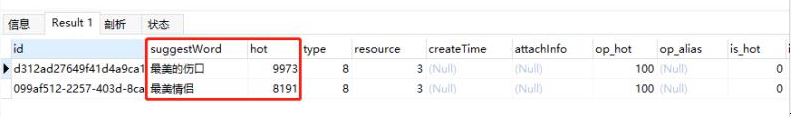 信息 Result 1 剖析 状态
id suggestWord hot type resource createTime attachInfo op_hot op_alias is_hot
d312ad27649f41d4a9ca1 最美的伤口 9973 8 3 (Null) (Null) 100 (Null) 0
099af512-2257-403d-8ca 最美情侣 8191 8 3 (Null) (Null) 100 (Null) 0